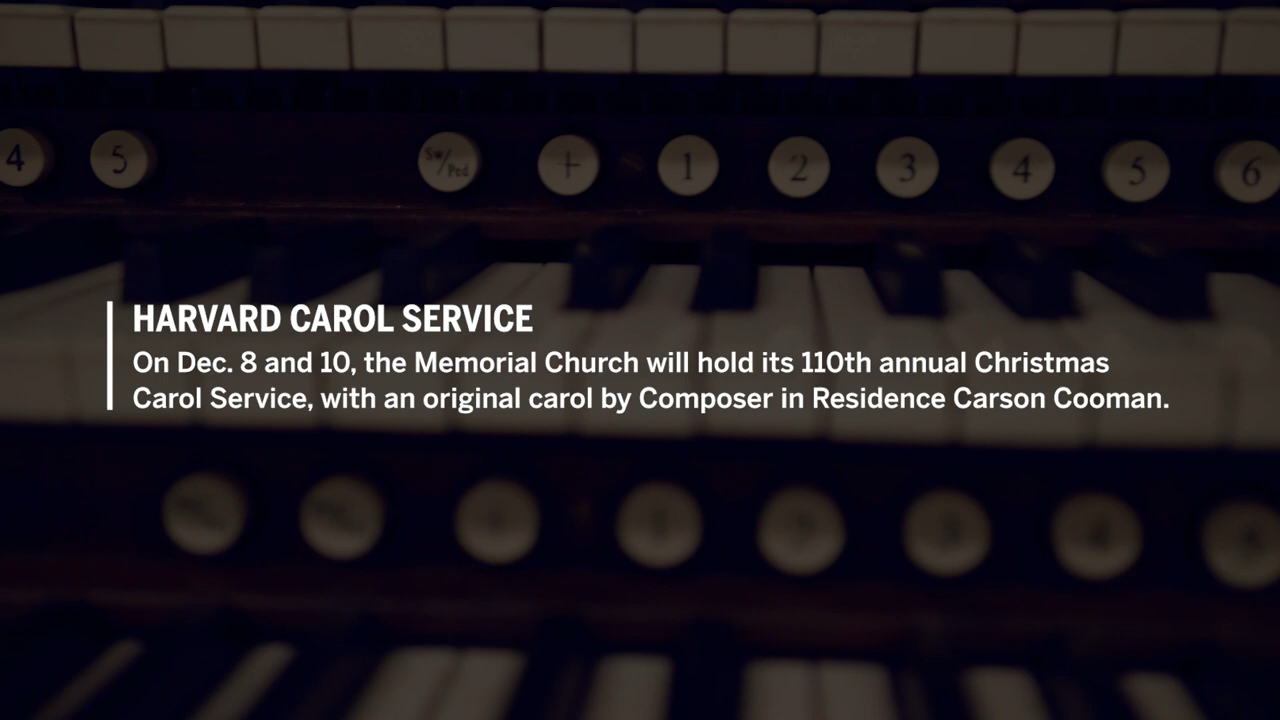 4 5 Sw/Ped + 1 2 3 4 5 6
HARVARD CAROL SERVICE
On Dec. 8 and 10, the Memorial Church will hold its 110th annual Christmas
Carol Service, with an original carol by Composer in Residence Carson Cooman.